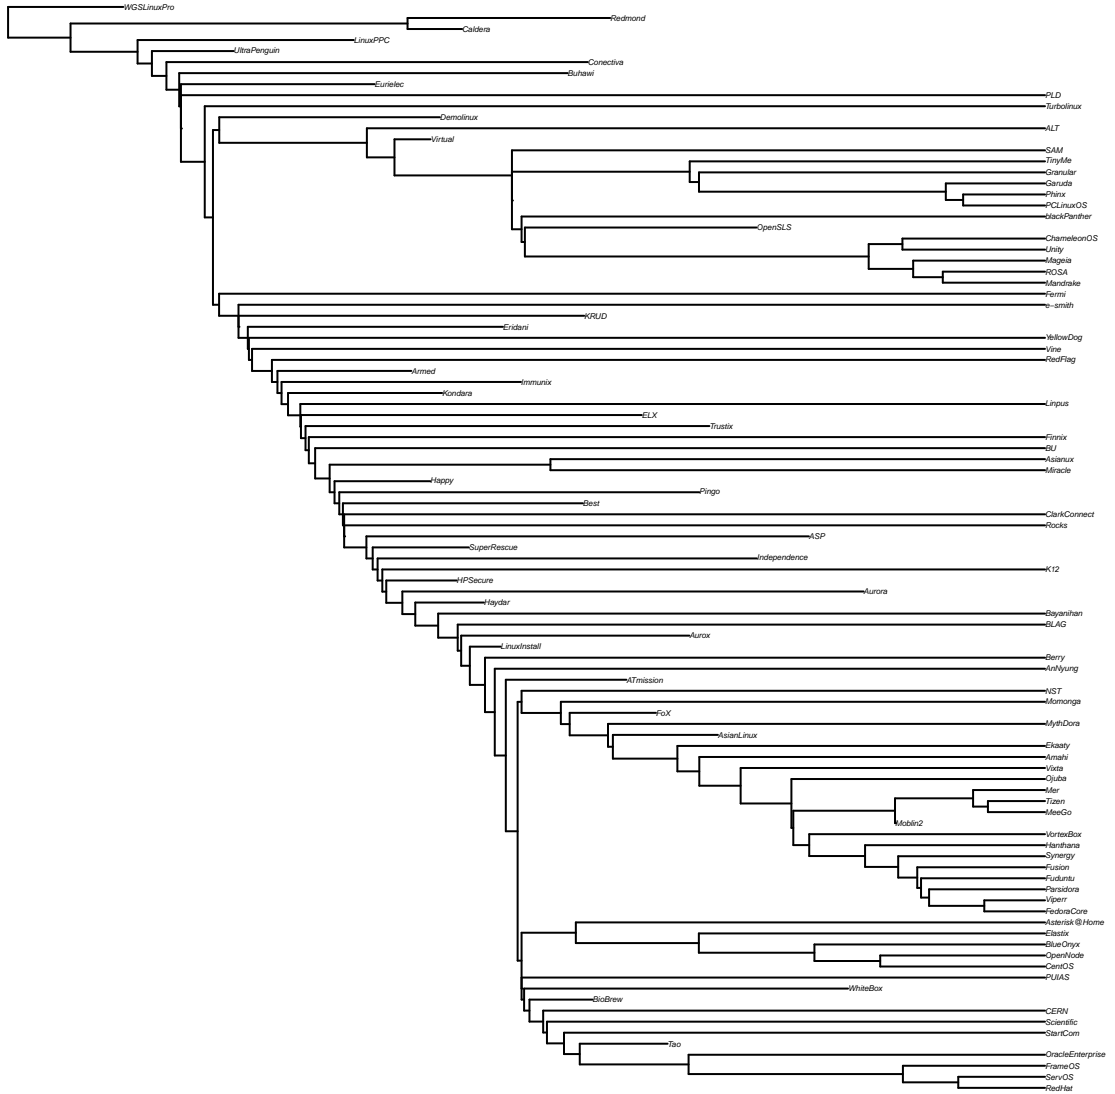 WGSLinuxPro
Redmond
Caldera
LinuxPPC
UltraPenguin
Conectiva
Buhawi
Eurielec
PLD
Turbolinux
Demolinux
ALT
Virtual
SAM
TinyMe
Granular
Garuda
Phinx
PCLinuxOS
blackPanther
OpenSLS
ChameleonOS
Unity
Mageia
ROSA
Mandrake
Fermi
e−smith
KRUD
Eridani
YellowDog
Vine
RedFlag
Armed
Immunix
Kondara
Linpus
ELX
Trustix
Finnix
BU
Asianux
Miracle
Happy
Pingo
Best
ClarkConnect
Rocks
ASP
SuperRescue
Independence
K12
HPSecure
Aurora
Haydar
Bayanihan
BLAG
Aurox
LinuxInstall
Berry
AnNyung
ATmission
NST
Momonga
FoX
MythDora
AsianLinux
Ekaaty
Amahi
Vixta
Ojuba
Mer
Tizen
MeeGo
Moblin2
VortexBox
Hanthana
Synergy
Fusion
Fuduntu
Parsidora
Viperr
FedoraCore
Asterisk@Home
Elastix
BlueOnyx
OpenNode
CentOS
PUIAS
WhiteBox
BioBrew
CERN
Scientific
StartCom
Tao
OracleEnterprise
FrameOS
ServOS
RedHat